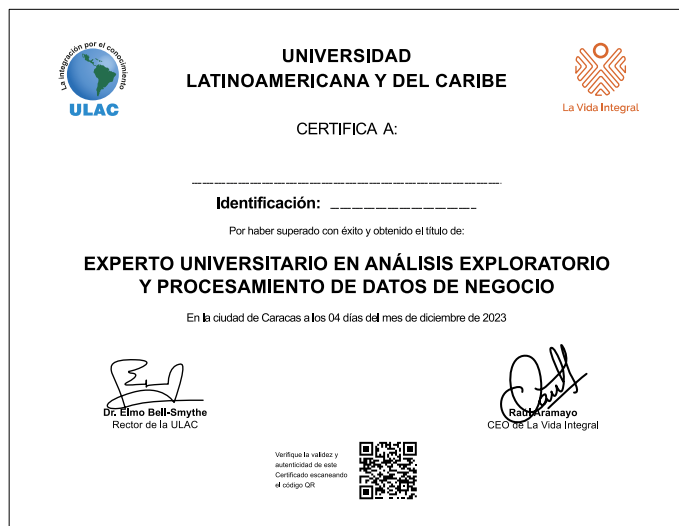 La integración por el conocimiento
ULAC
UNIVERSIDAD
LATINOAMERICANA Y DEL CARIBE
La Vida Integral
CERTIFICA A:
Identificación:
Por haber superado con éxito y obtenido el título de:
EXPERTO UNIVERSITARIO EN ANÁLISIS EXPLORATORIO
Y PROCESAMIENTO DE DATOS DE NEGOCIO
En la ciudad de Caracas a los 04 días del mes de diciembre de 2023
Dr. Elmo Bell-Smythe
Rector de la ULAC
Raúl Aramayo
CEO de La Vida Integral
Verifique la validez y
autenticidad de este
Certificado escaneando
el código QR